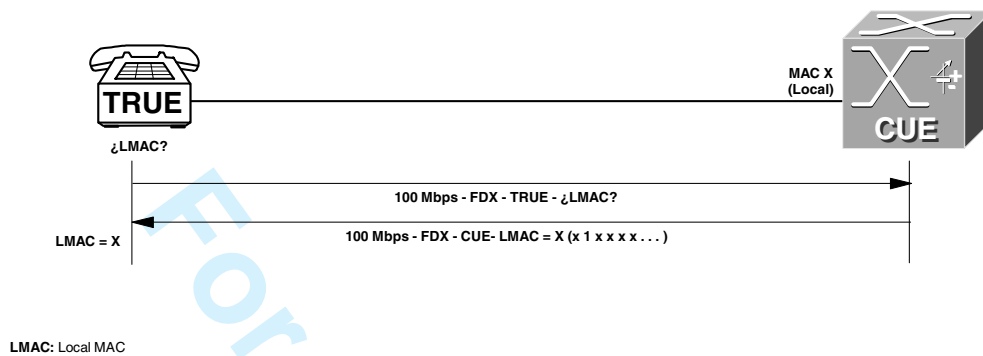 MAC X
(Local)
TRUE
CUE
¿LMAC?
100 Mbps - FDX - TRUE - ¿LMAC?
100 Mbps - FDX - CUE- LMAC = X (x 1 x x x x . . . )
LMAC = X
For
LMAC: Local MAC